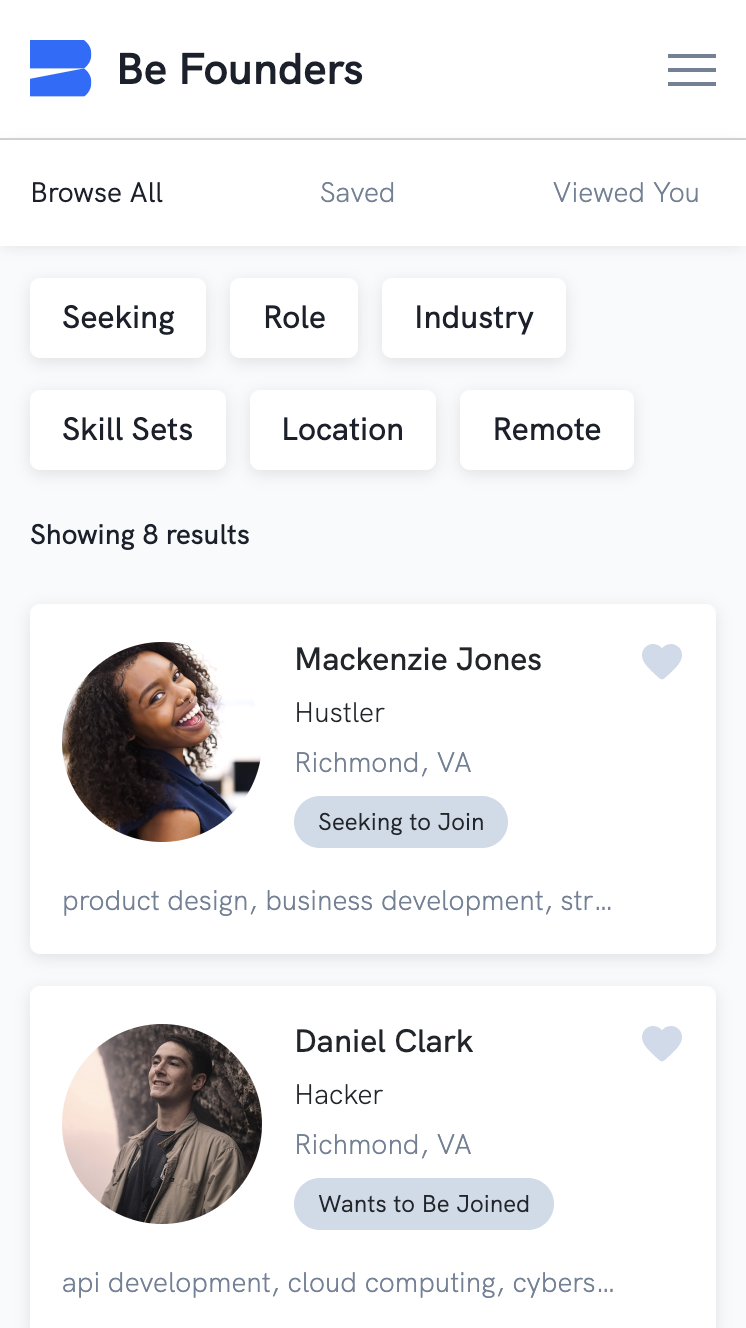 Be Founders
Browse All Saved Viewed You
Seeking Role Industry
Skill Sets Location Remote
Showing 8 results
Mackenzie Jones
Hustler
Richmond, VA
Seeking to Join
product design, business development, str...
Daniel Clark
Hacker
Richmond, VA
Wants to Be Joined
api development, cloud computing, cybers...